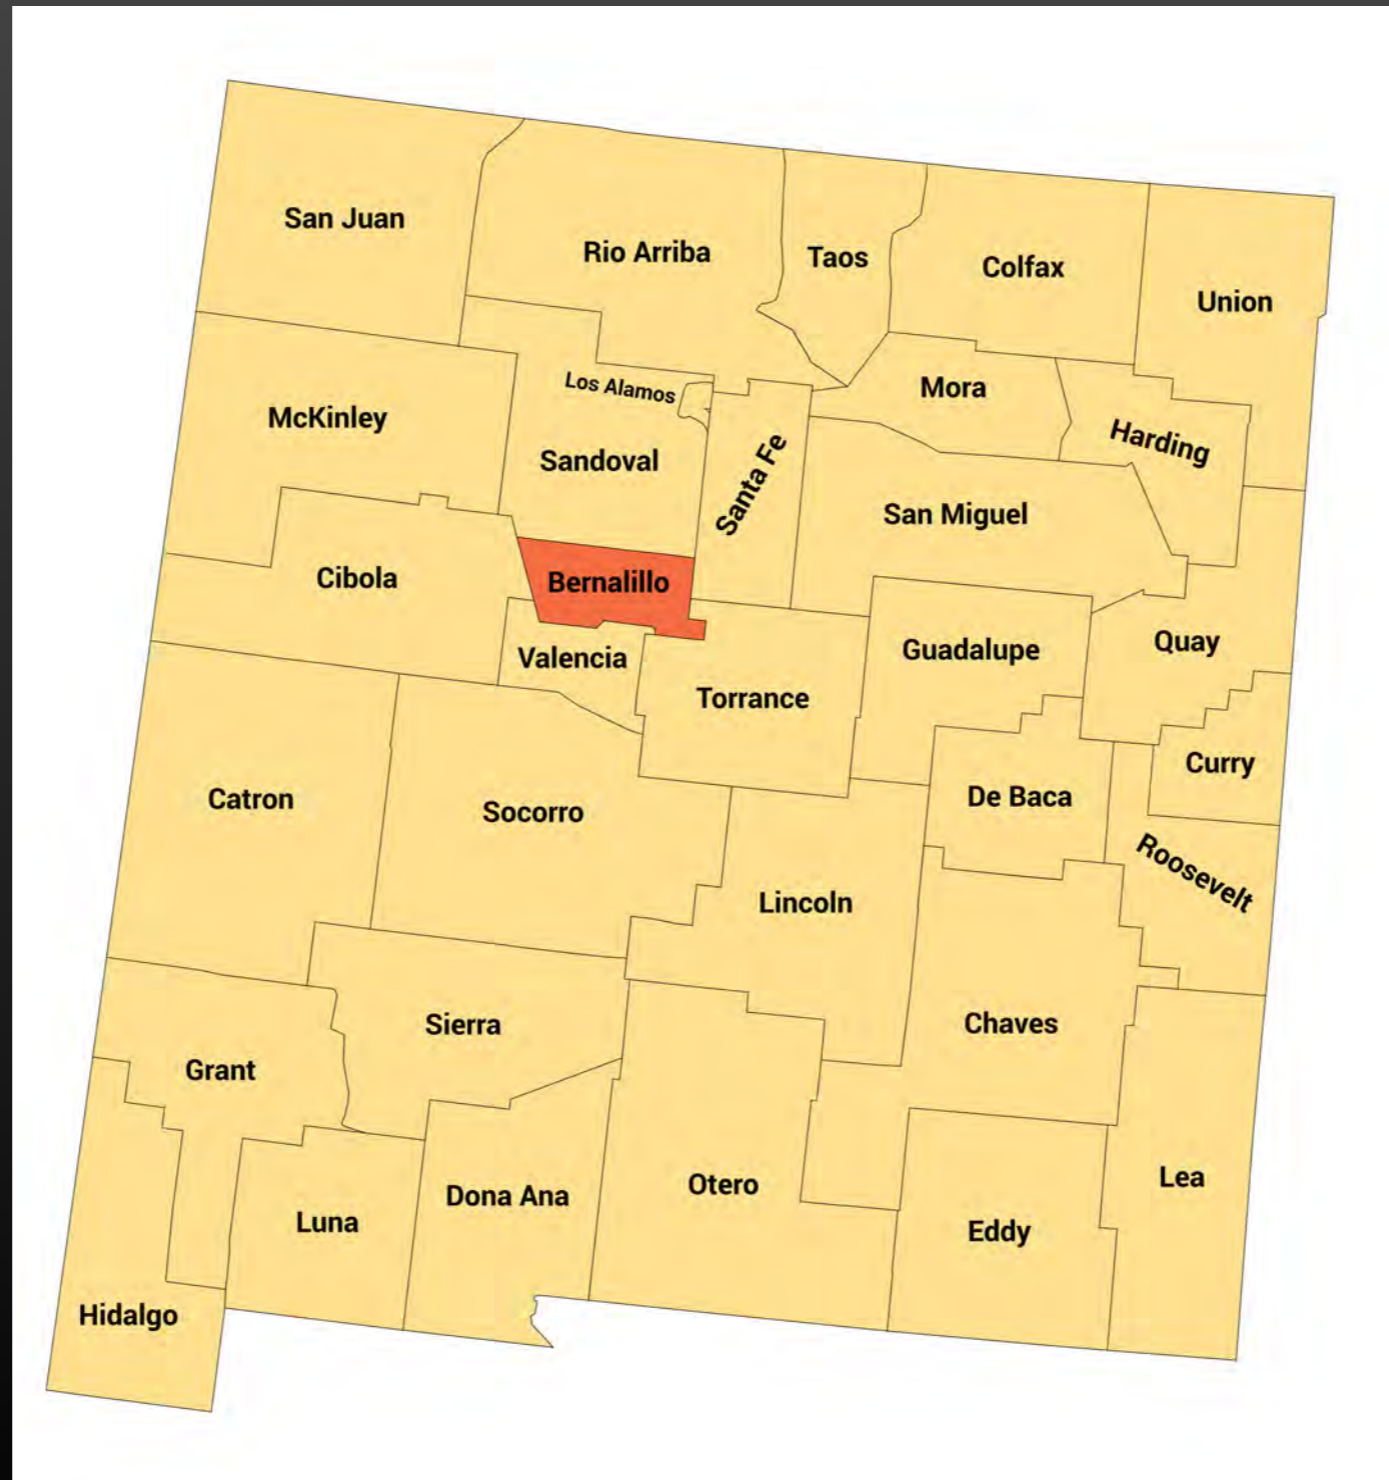 San Juan
Rio Arriba
Taos
Colfax
Union
Los Alamos
Mora
McKinley
Harding
Sandoval
Santa Fe
San Miguel
Cibola
Bernalillo
Quay
Guadalupe
Valencia
Torrance
Curry
De Baca
Catron
Socorro
Roosevelt
Lincoln
Chaves
Sierra
Grant
Lea
Otero
Dona Ana
Luna
Eddy
Hidalgo